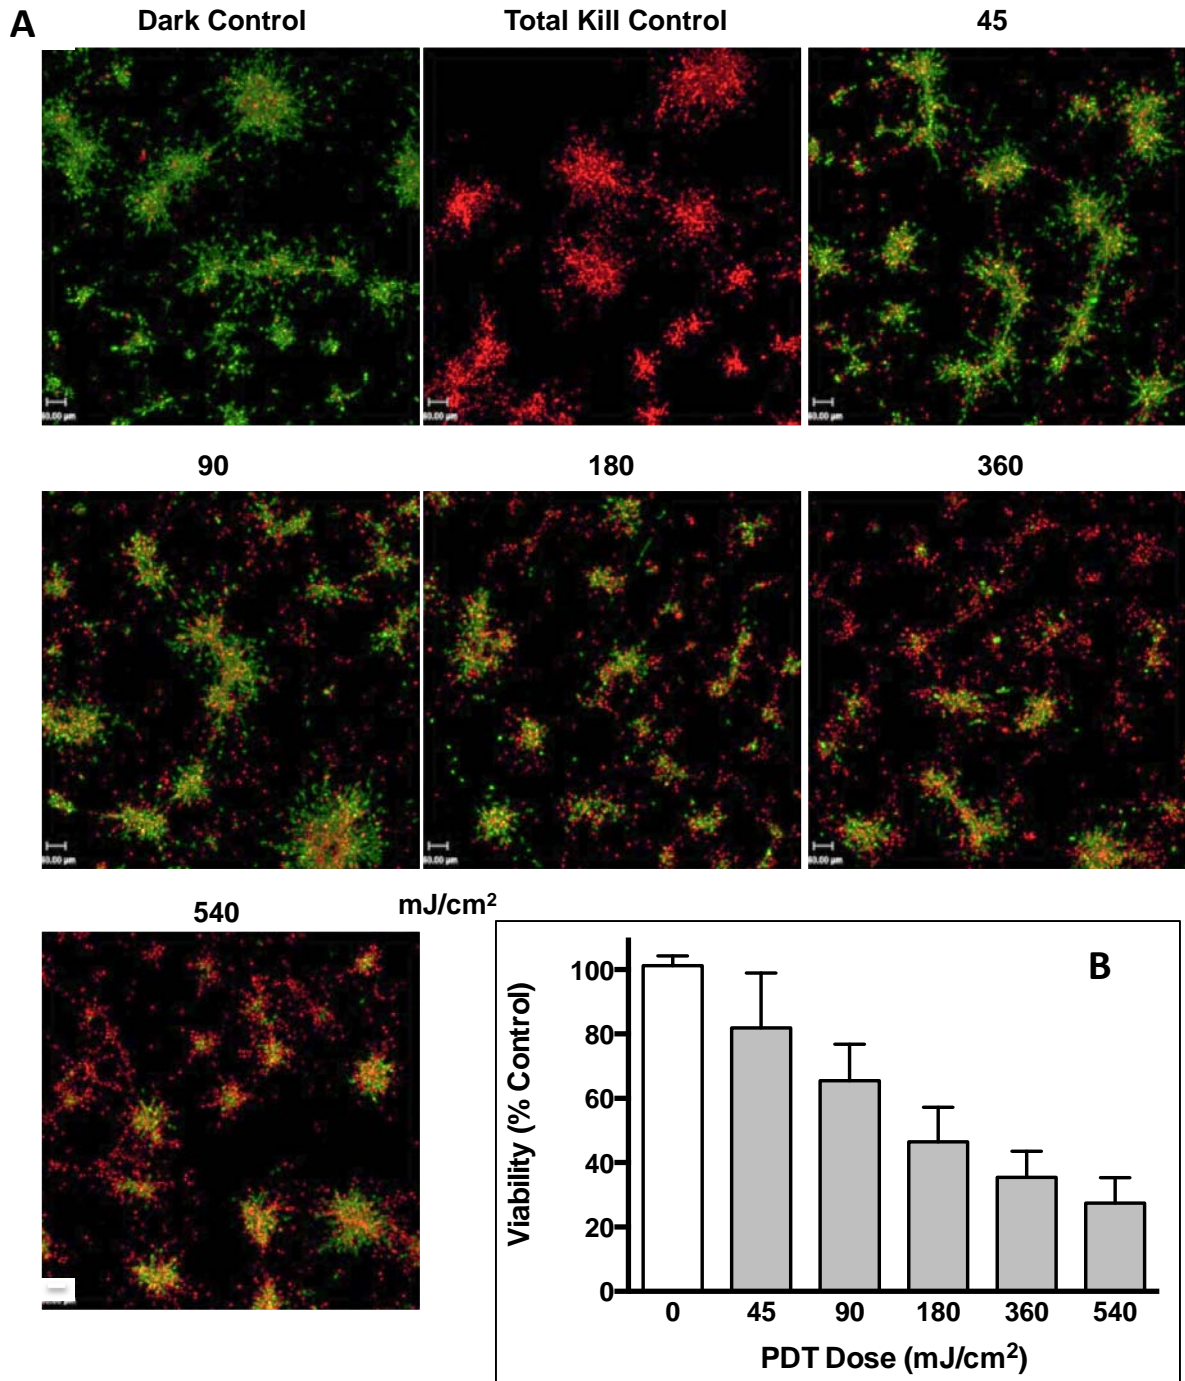 A
Dark Control
Total Kill Control
45
90
180
360
540
mJ/cm²
B
Viability (% Control)
100
80
60
40
20
0
0 45 90 180 360 540
PDT Dose (mJ/cm²)